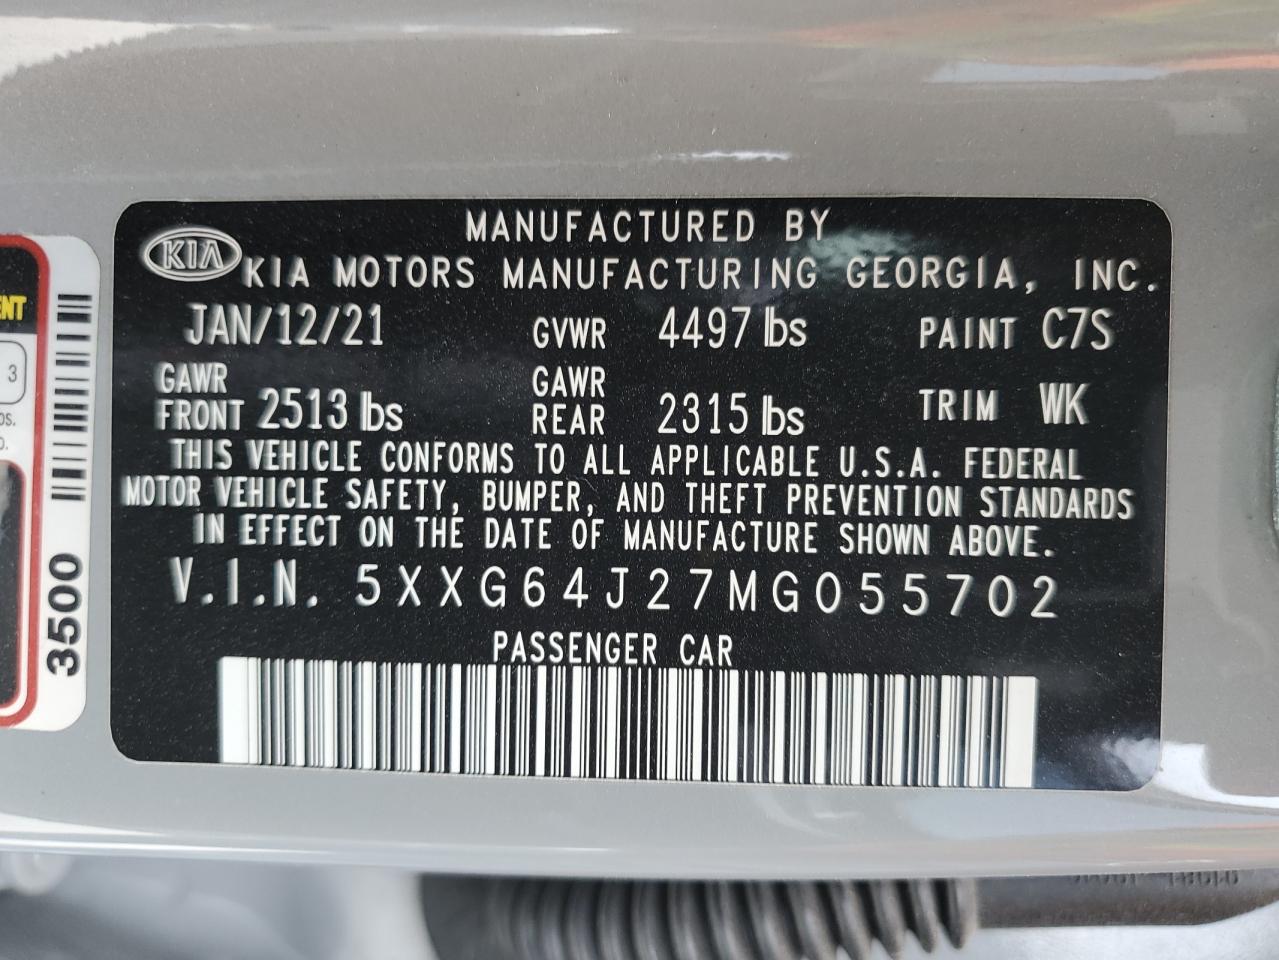 MANUFACTURED BY
KIA
KIA MOTORS MANUFACTURING GEORGIA, INC.
JAN/12/21 GVWR 4497 lbs PAINT C7S
GAWR FRONT 2513 lbs GAWR REAR 2315 lbs TRIM WK
THIS VEHICLE CONFORMS TO ALL APPLICABLE U.S.A. FEDERAL
MOTOR VEHICLE SAFETY, BUMPER, AND THEFT PREVENTION STANDARDS
IN EFFECT ON THE DATE OF MANUFACTURE SHOWN ABOVE.
V.I.N. 5XXG64J27MG055702
PASSENGER CAR
3
3500